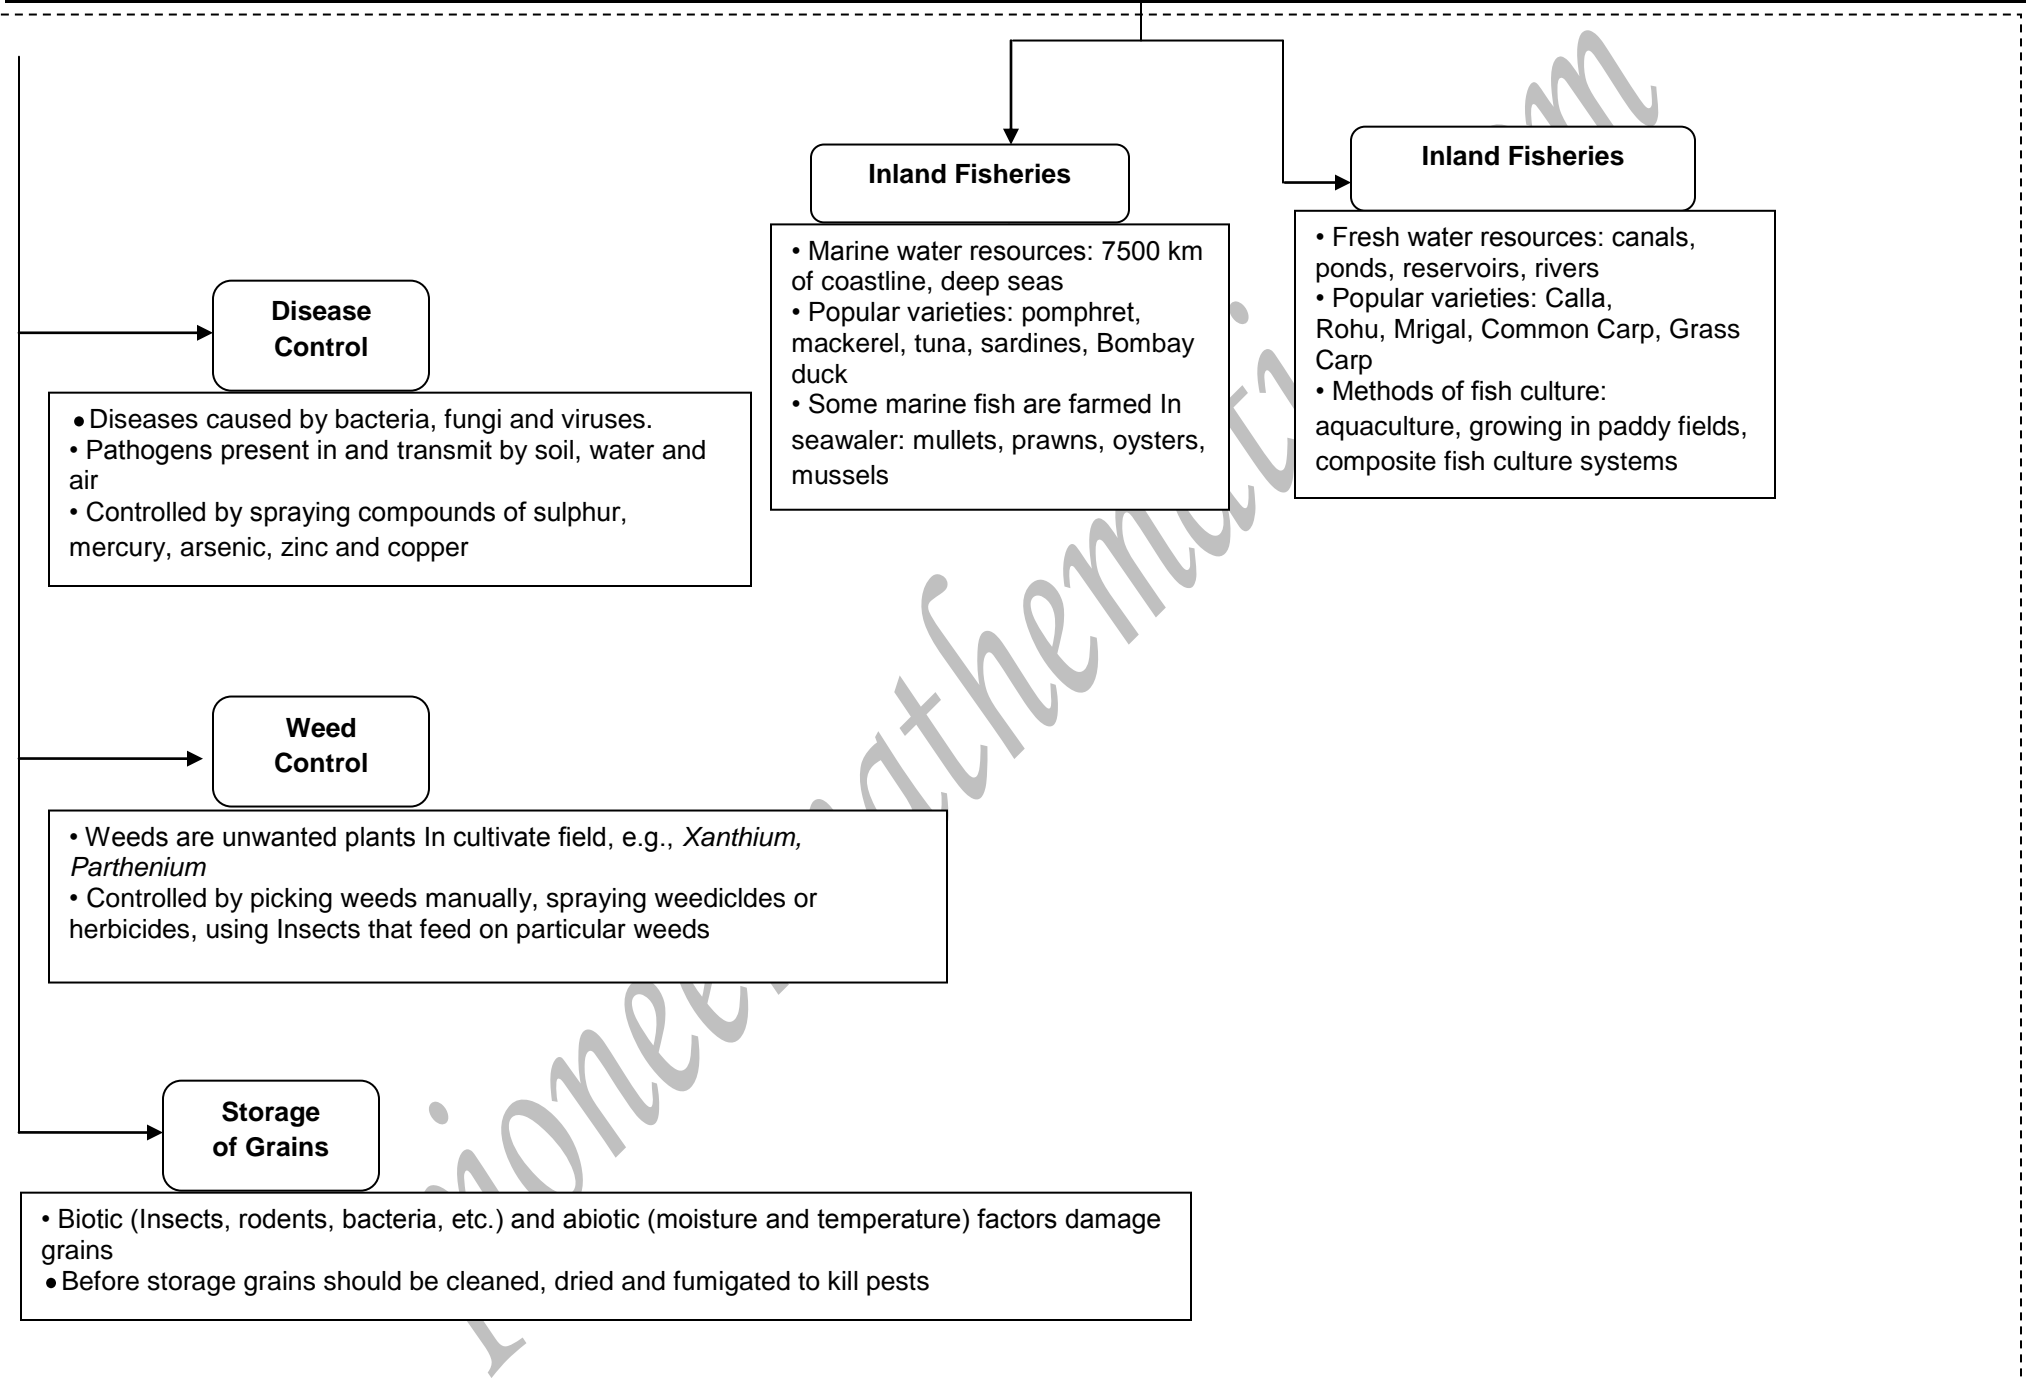 Inland Fisheries
• Marine water resources: 7500 km
of coastline, deep seas
• Popular varieties: pomphret,
mackerel, tuna, sardines, Bombay
duck
• Some marine fish are farmed In
seawaler: mullets, prawns, oysters,
mussels
Inland Fisheries
• Fresh water resources: canals,
ponds, reservoirs, rivers
• Popular varieties: Calla,
Rohu, Mrigal, Common Carp, Grass
Carp
• Methods of fish culture:
aquaculture, growing in paddy fields,
composite fish culture systems
Disease
Control
• Diseases caused by bacteria, fungi and viruses.
• Pathogens present in and transmit by soil, water and
air
• Controlled by spraying compounds of sulphur,
mercury, arsenic, zinc and copper
Weed
Control
• Weeds are unwanted plants In cultivate field, e.g., Xanthium,
Parthenium
• Controlled by picking weeds manually, spraying weedicldes or
herbicides, using Insects that feed on particular weeds
Storage
of Grains
• Biotic (Insects, rodents, bacteria, etc.) and abiotic (moisture and temperature) factors damage
grains
• Before storage grains should be cleaned, dried and fumigated to kill pests